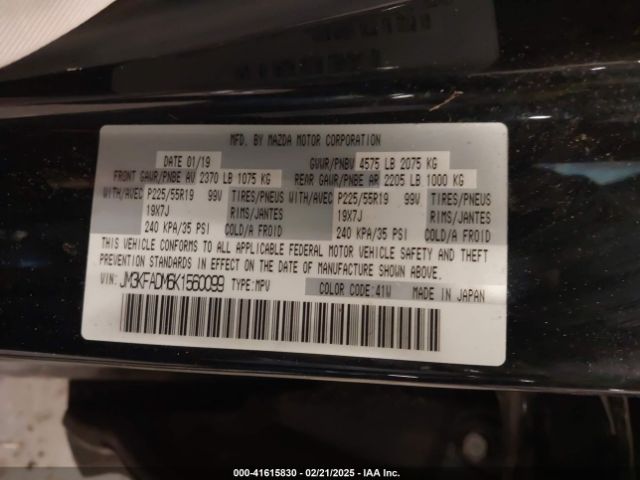 MFD. BY MAZDA MOTOR CORPORATION
DATE 01/19 GVWR/PNBV 4575 LB 2075 KG
FRONT GAWR/PNBE AV 2370 LB 1075 KG REAR GAWR/PNBE AR 2205 LB 1000 KG
WITH/AVEC P225/55R19 99V TIRES/PNEUS WITH/AVEC P225/55R19 99V TIRES/PNEUS
19X7J RIMS/JANTES 19X7J RIMS/JANTES
240 KPA/35 PSI COLD/A FROID 240 KPA/35 PSI COLD/A FROID
THIS VEHICLE CONFORMS TO ALL APPLICABLE FEDERAL MOTOR VEHICLE SAFETY AND THEFT
PREVENTION STANDARDS IN EFFECT ON THE DATE OF MANUFACTURE SHOWN ABOVE.
VIN: JM3KFADM6K1560099 TYPE:MPV COLOR CODE:41W MADE IN JAPAN
000-41615830 - 02/21/2025 - IAA Inc.